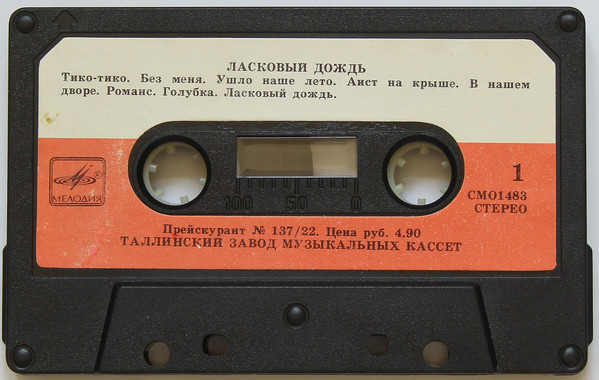 ЛАСКОВЫЙ ДОЖДЬ
Тико-тико. Без меня. Ушло наше лето. Аист на крыше. В нашем
дворе. Романс. Голубка. Ласковый дождь.
МЕЛОДИЯ
1
СМ01483
СТЕРЕО
100 50 0
Прейскурант № 137/22. Цена руб. 4.90
ТАЛЛИНСКИЙ ЗАВОД МУЗЫКАЛЬНЫХ КАССЕТ